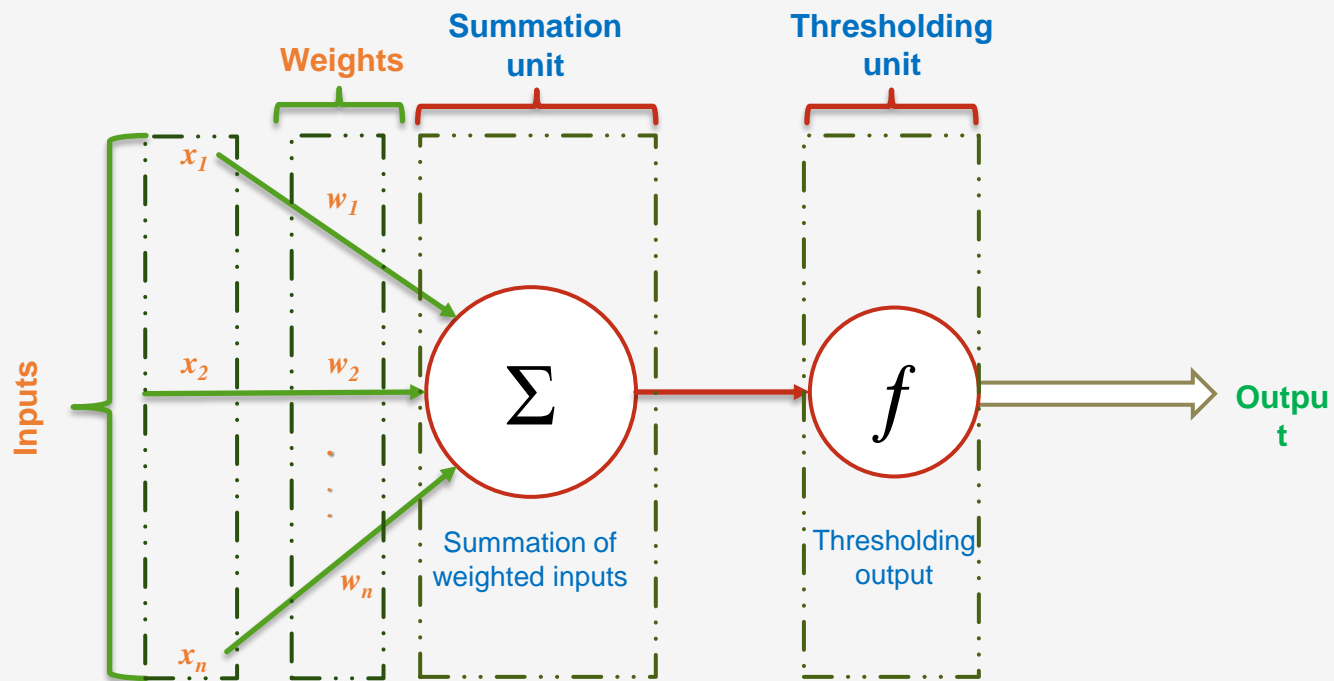 Summation
unit
Thresholding
unit
Weights
Inputs
x1
w1
x2
w2
.
.
.
wn
xn
Σ
f
Outpu
t
Summation of
weighted inputs
Thresholding
output